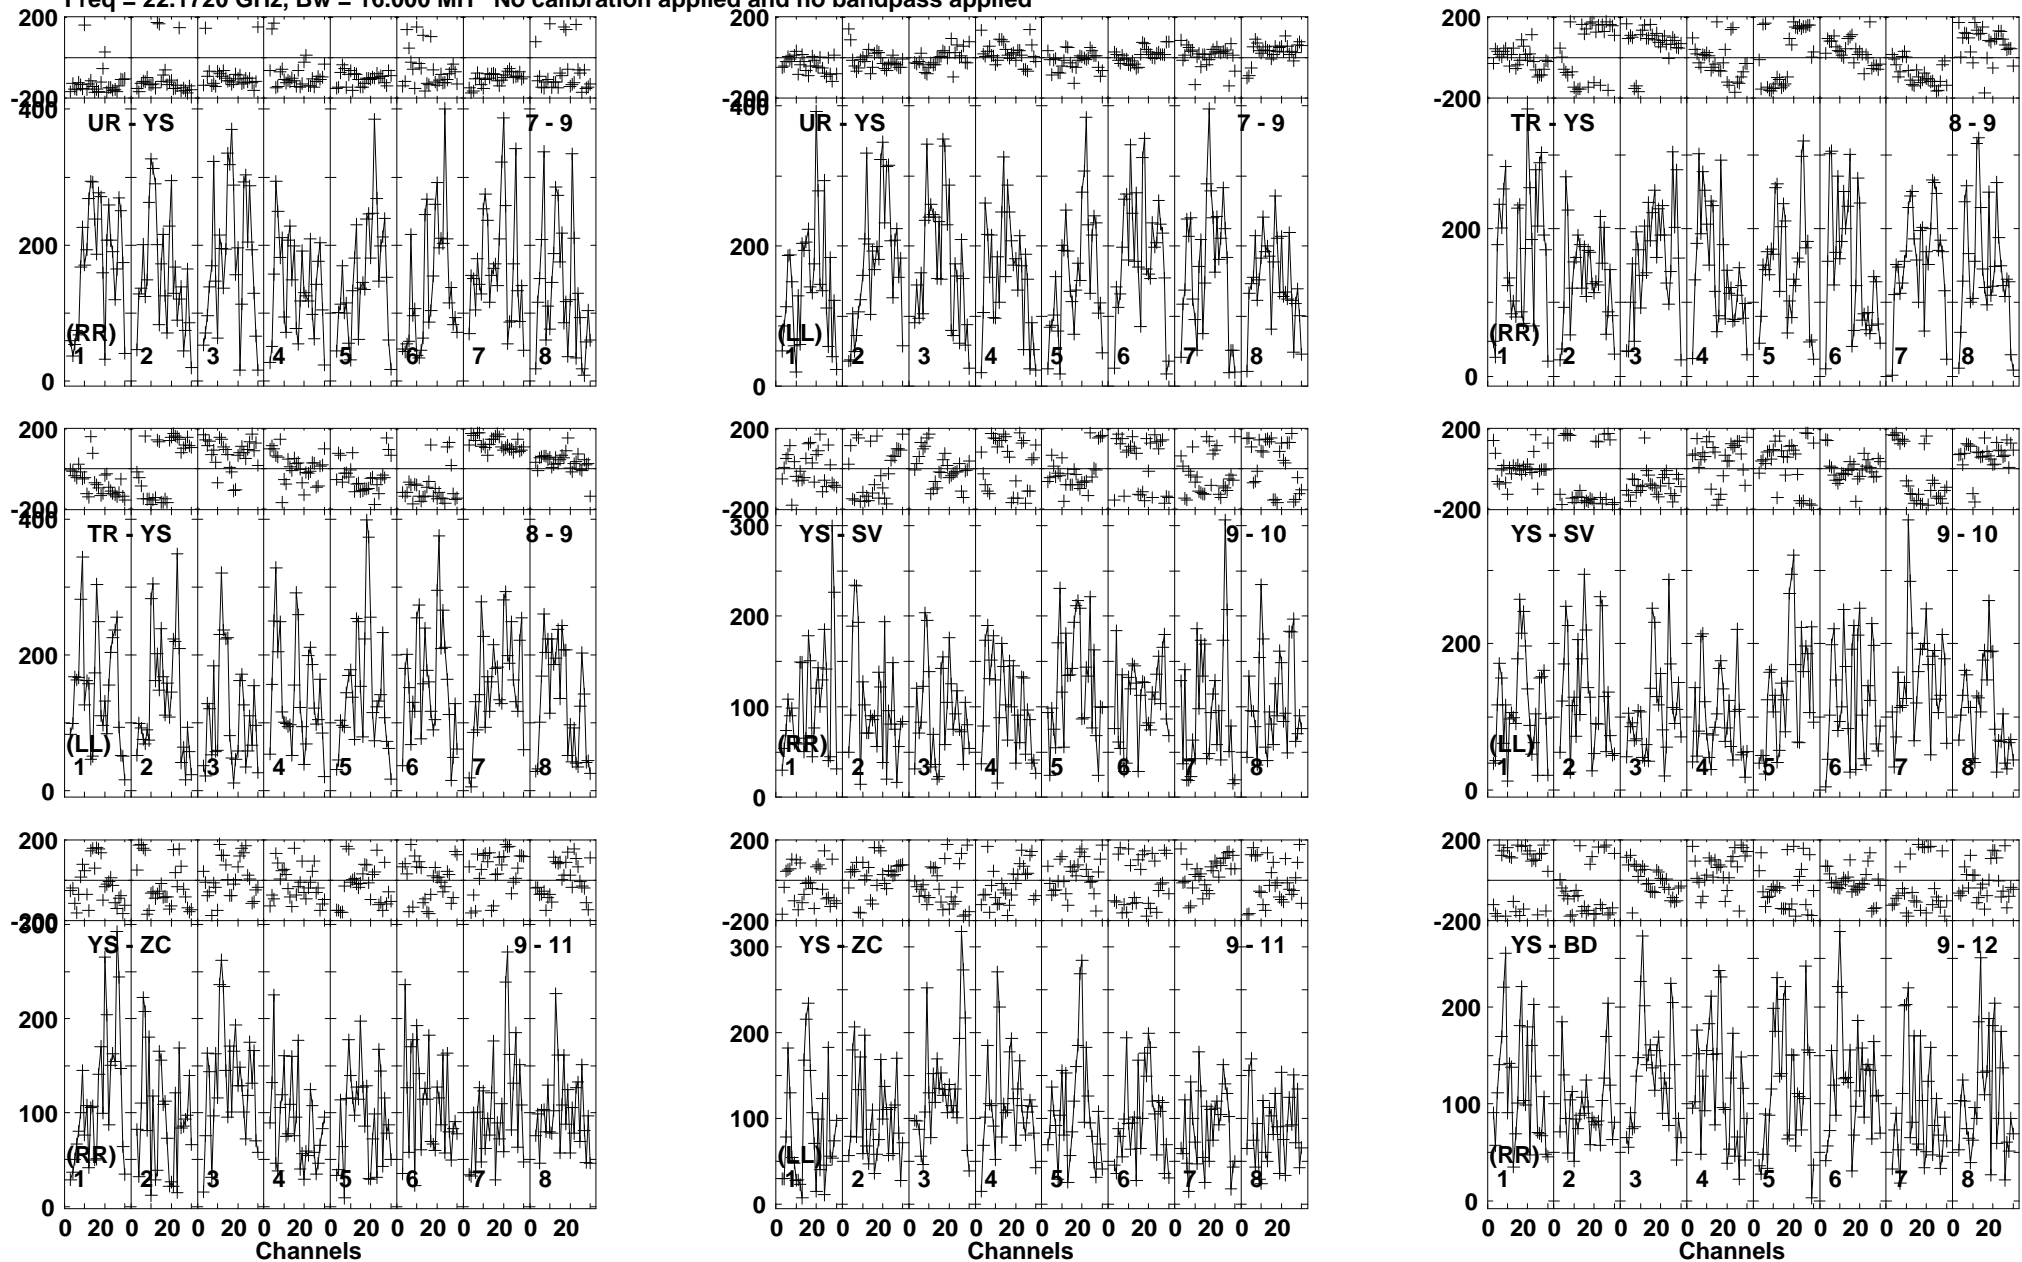 Freq = 22.1720 GHz, Bw = 16.000 MH No calibration applied and no bandpass applied
200 200 200
-200 -200 -200
400 400
UR - YS 7 - 9 UR - YS 7 - 9 TR - YS 8 - 9
200 200 200
(RR) (LL) (RR)
1 2 3 4 5 6 7 8 1 2 3 4 5 6 7 8 1 2 3 4 5 6 7 8
0 0 0
200 200 200
-200 -200 -200
400 300
TR - YS 8 - 9 YS - SV 9 - 10 YS - SV 9 - 10
200 200 200
100
(LL) (RR) (LL)
1 2 3 4 5 6 7 8 1 2 3 4 5 6 7 8 1 2 3 4 5 6 7 8
0 0 0
200 200 200
-200 -200 -200
300 300
YS - ZC 9 - 11 YS - ZC 9 - 11 YS - BD 9 - 12
200 200 200
100 100 100
(RR) (LL) (RR)
1 2 3 4 5 6 7 8 1 2 3 4 5 6 7 8 1 2 3 4 5 6 7 8
0 0 0
0 20 0 20 0 20 0 20 0 20 0 20 0 20 0 20 0 20 0 20 0 20 0 20 0 20 0 20 0 20 0 20 0 20 0 20 0 20 0 20 0 20 0 20 0 20 0 20
Channels Channels Channels